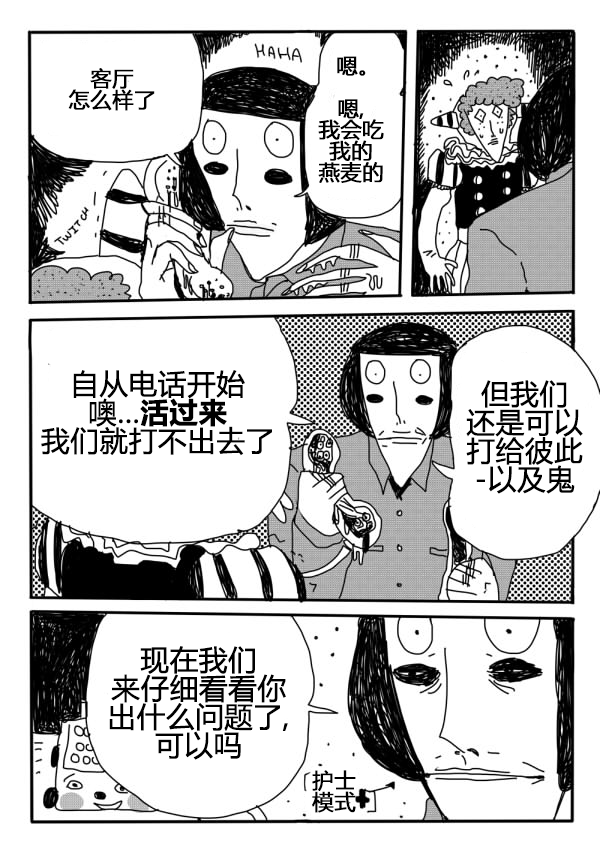 客厅
怎么样了
HAHA
嗯。
嗯,
我会吃
我的
燕麦的
TWITCH
自从电话开始
噢...活过来
我们就打不出去了
但我们
还是可以
打给彼此
-以及鬼
现在我们
来仔细看看你
出什么问题了,
可以吗
护士
模式